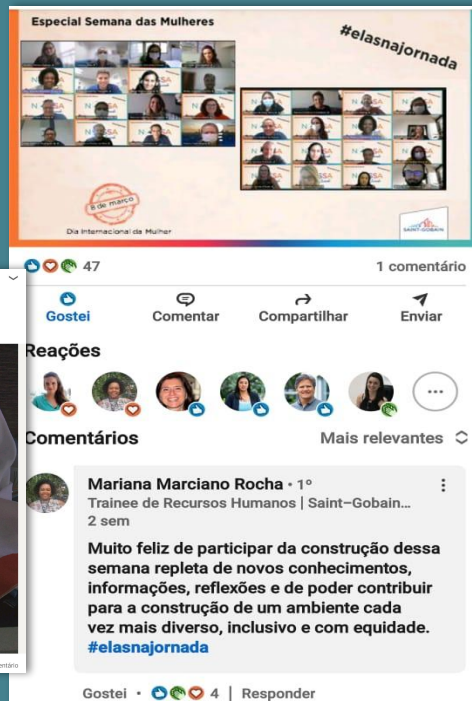 Especial Semana das Mulheres
#elasnajornada
8 de março
Dia Internacional da Mulher
SAINT-GOBAIN
47
1 comentário
Gostei
Comentar
Compartilhar
Enviar
Reações
Comentários
Mais relevantes
Mariana Marciano Rocha • 1º
Trainee de Recursos Humanos | Saint-Gobain...
2 sem
Muito feliz de participar da construção dessa
semana repleta de novos conhecimentos,
informações, reflexões e de poder contribuir
para a construção de um ambiente cada
vez mais diverso, inclusivo e com equidade.
#elasnajornada
Gostei • 4 | Responder